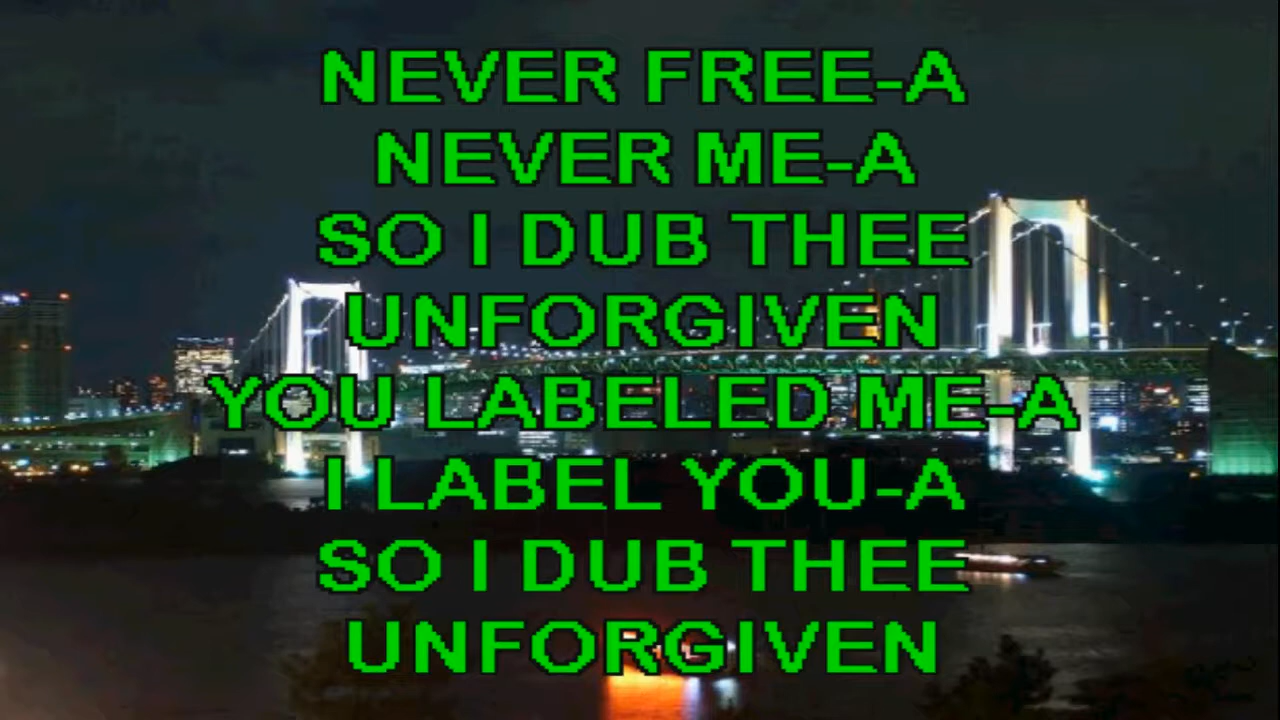 NEVER FREE-A
NEVER ME-A
SO I DUB THEE
UNFORGIVEN
YOU LABELED ME-A
I LABEL YOU-A
SO I DUB THEE
UNFORGIVEN